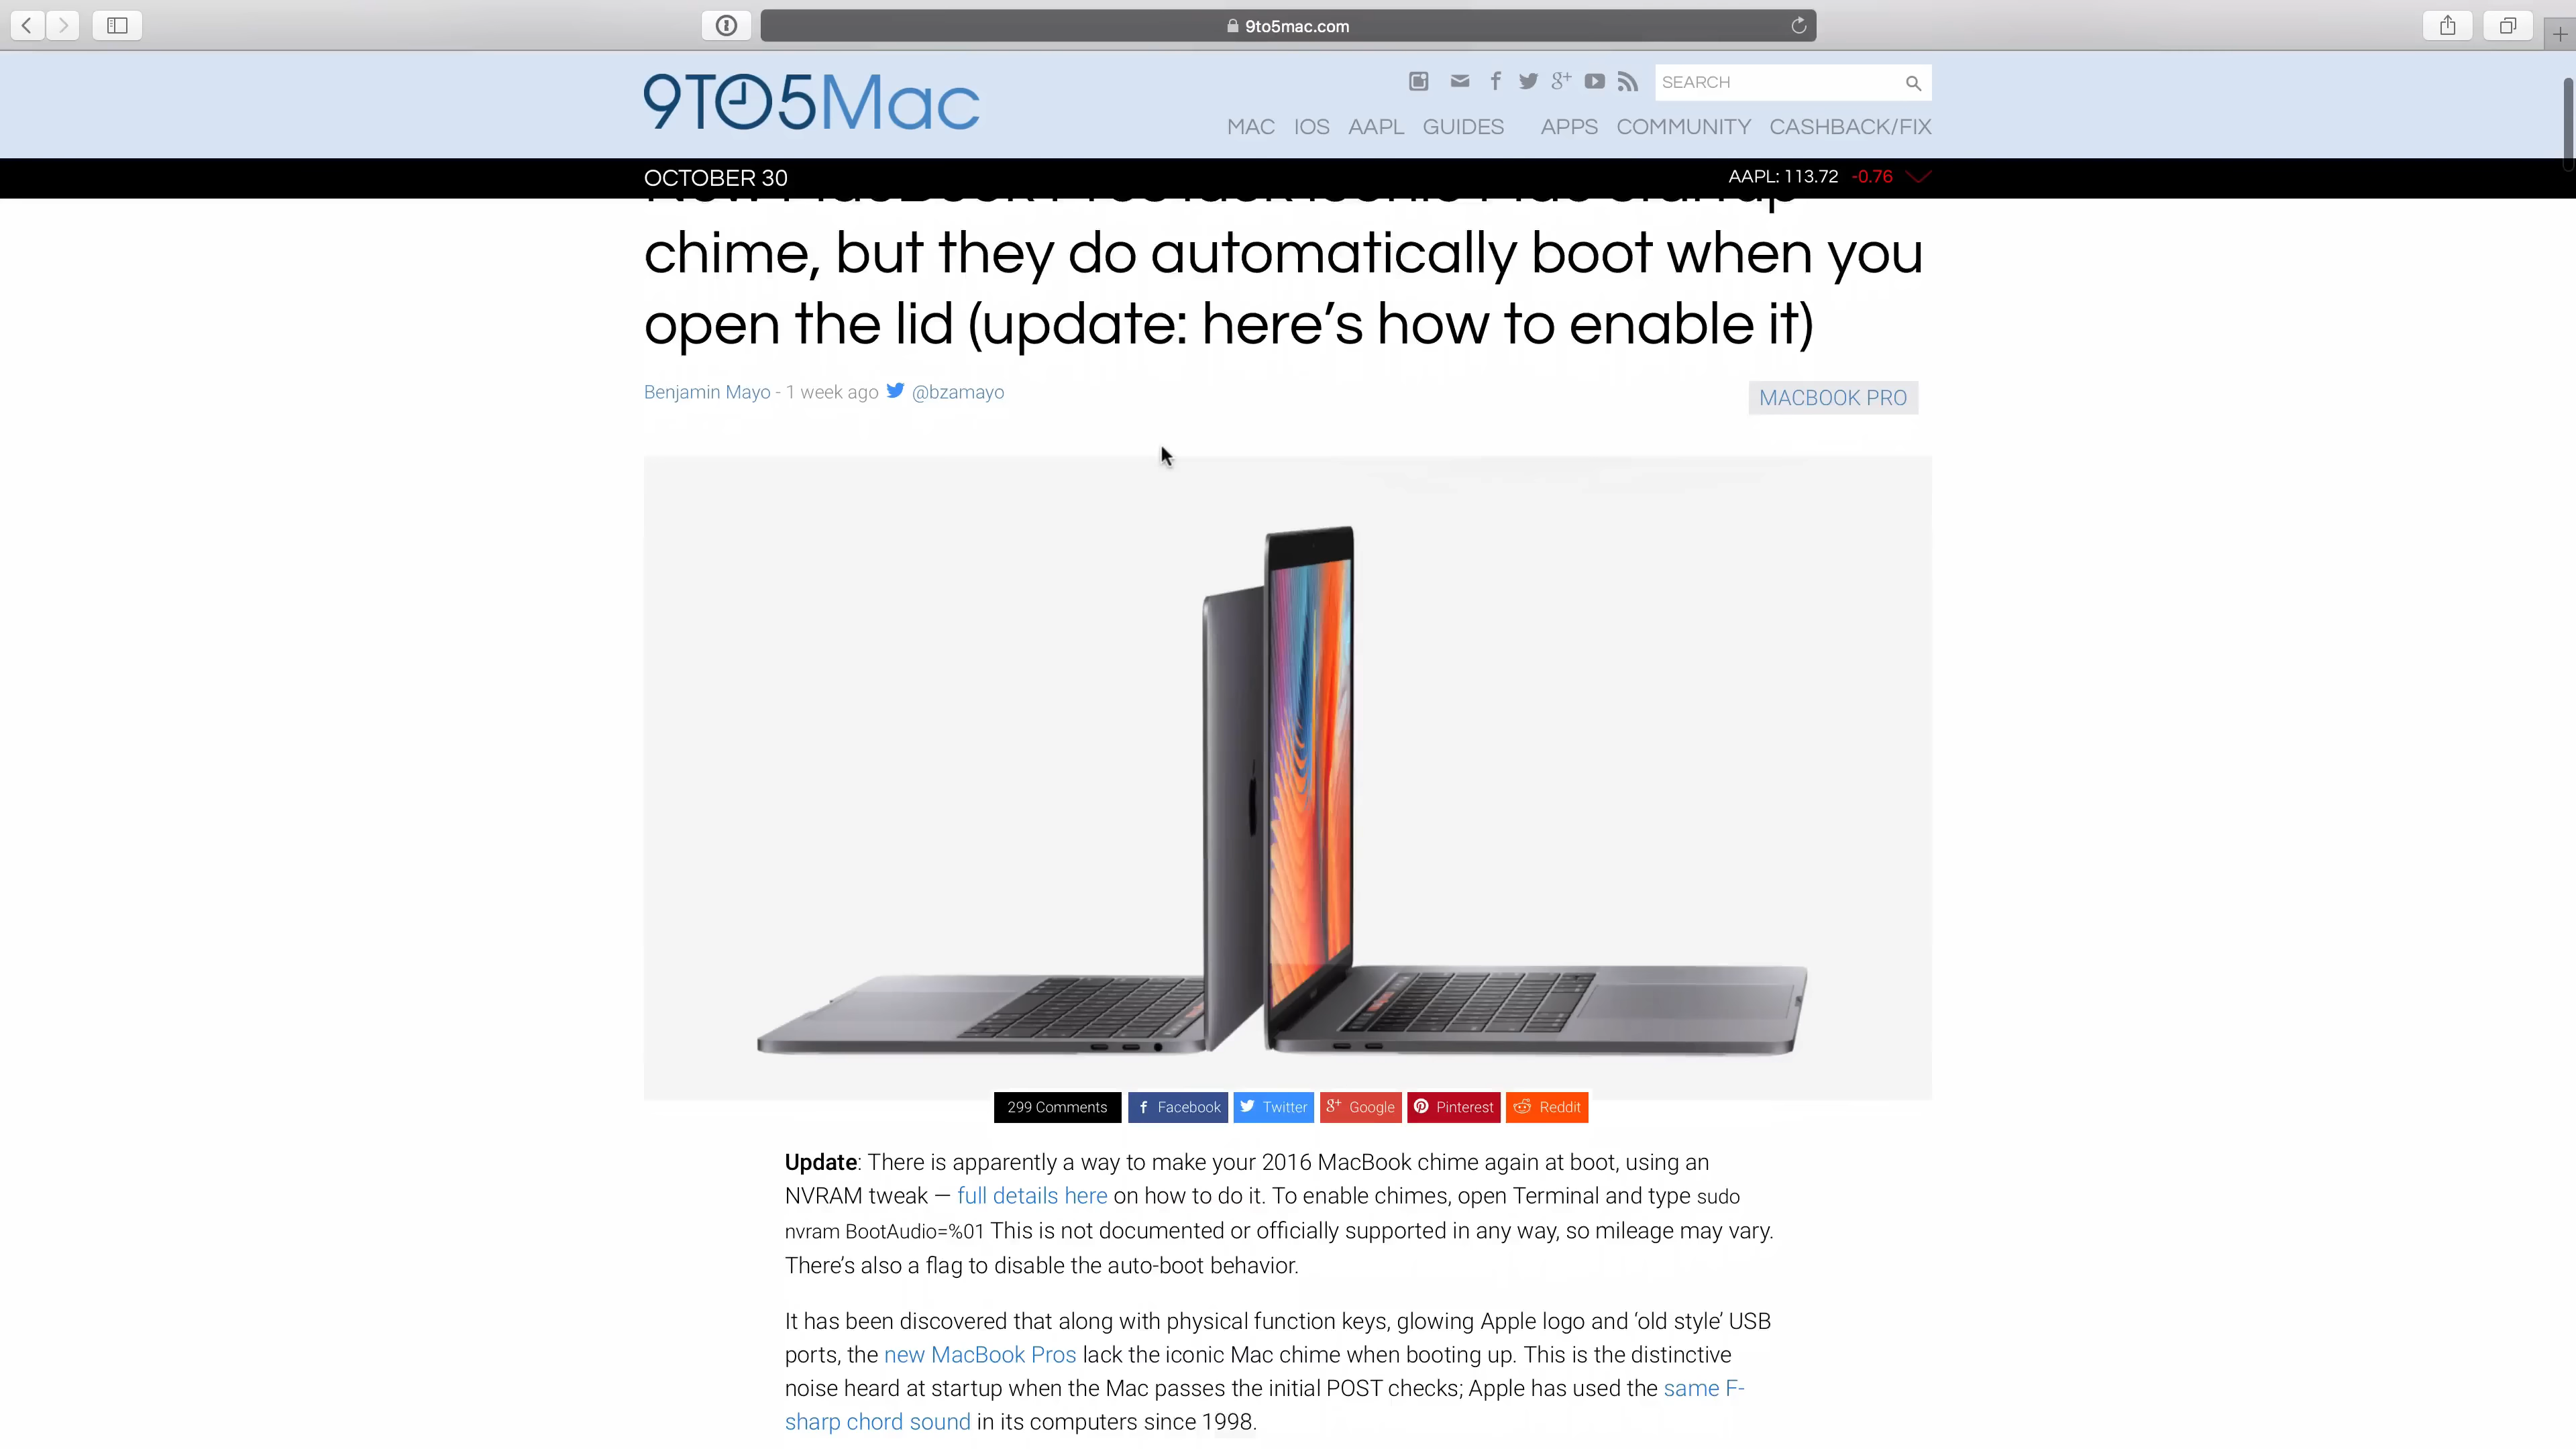 9to5mac.com
9TO5Mac
SEARCH
MAC IOS AAPL GUIDES APPS COMMUNITY CASHBACK/FIX
OCTOBER 30
AAPL: 113.72 -0.76
New MacBook Pros lack iconic Mac startup
chime, but they do automatically boot when you
open the lid (update: here’s how to enable it)
Benjamin Mayo - 1 week ago @bzamayo
MACBOOK PRO
299 Comments Facebook Twitter Google Pinterest Reddit
Update: There is apparently a way to make your 2016 MacBook chime again at boot, using an
NVRAM tweak — full details here on how to do it. To enable chimes, open Terminal and type sudo
nvram BootAudio=%01 This is not documented or officially supported in any way, so mileage may vary.
There’s also a flag to disable the auto-boot behavior.
It has been discovered that along with physical function keys, glowing Apple logo and ‘old style’ USB
ports, the new MacBook Pros lack the iconic Mac chime when booting up. This is the distinctive
noise heard at startup when the Mac passes the initial POST checks; Apple has used the same F-
sharp chord sound in its computers since 1998.